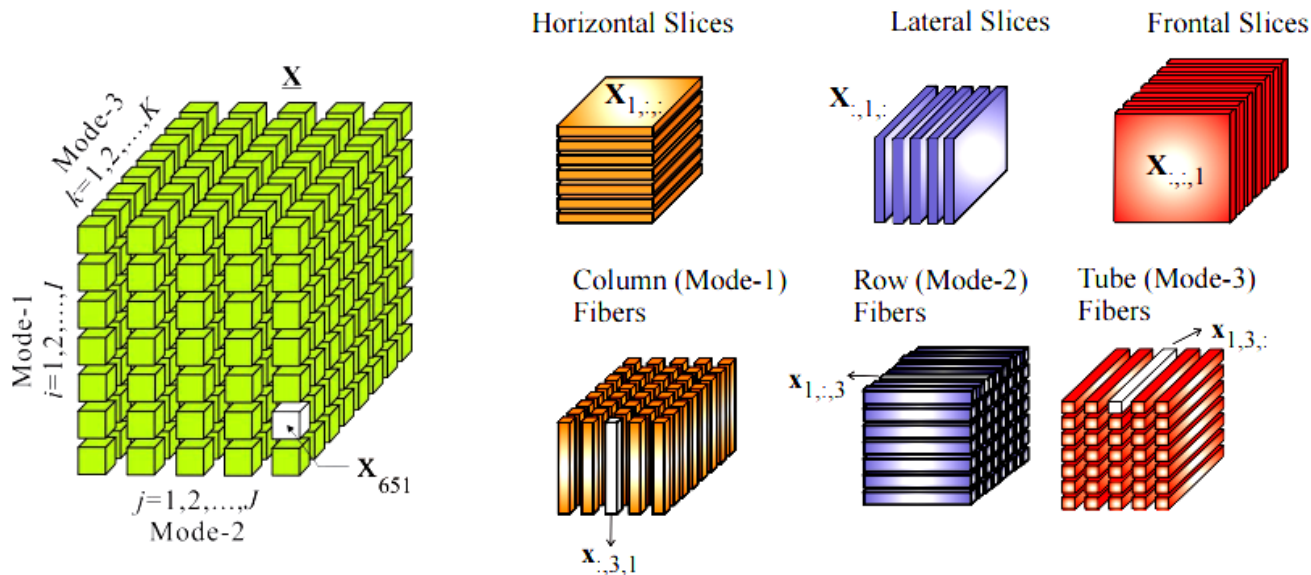 X
Mode-3
k=1,2,...,K
Mode-1
i=1,2,...,I
X651
j=1,2,...,J
Mode-2
Horizontal Slices
X1,:,:
Lateral Slices
X:,1,:
Frontal Slices
X:,:,1
Column (Mode-1)
Fibers
x:,3,1
Row (Mode-2)
Fibers
x1,:,3
Tube (Mode-3)
Fibers
x1,3,: